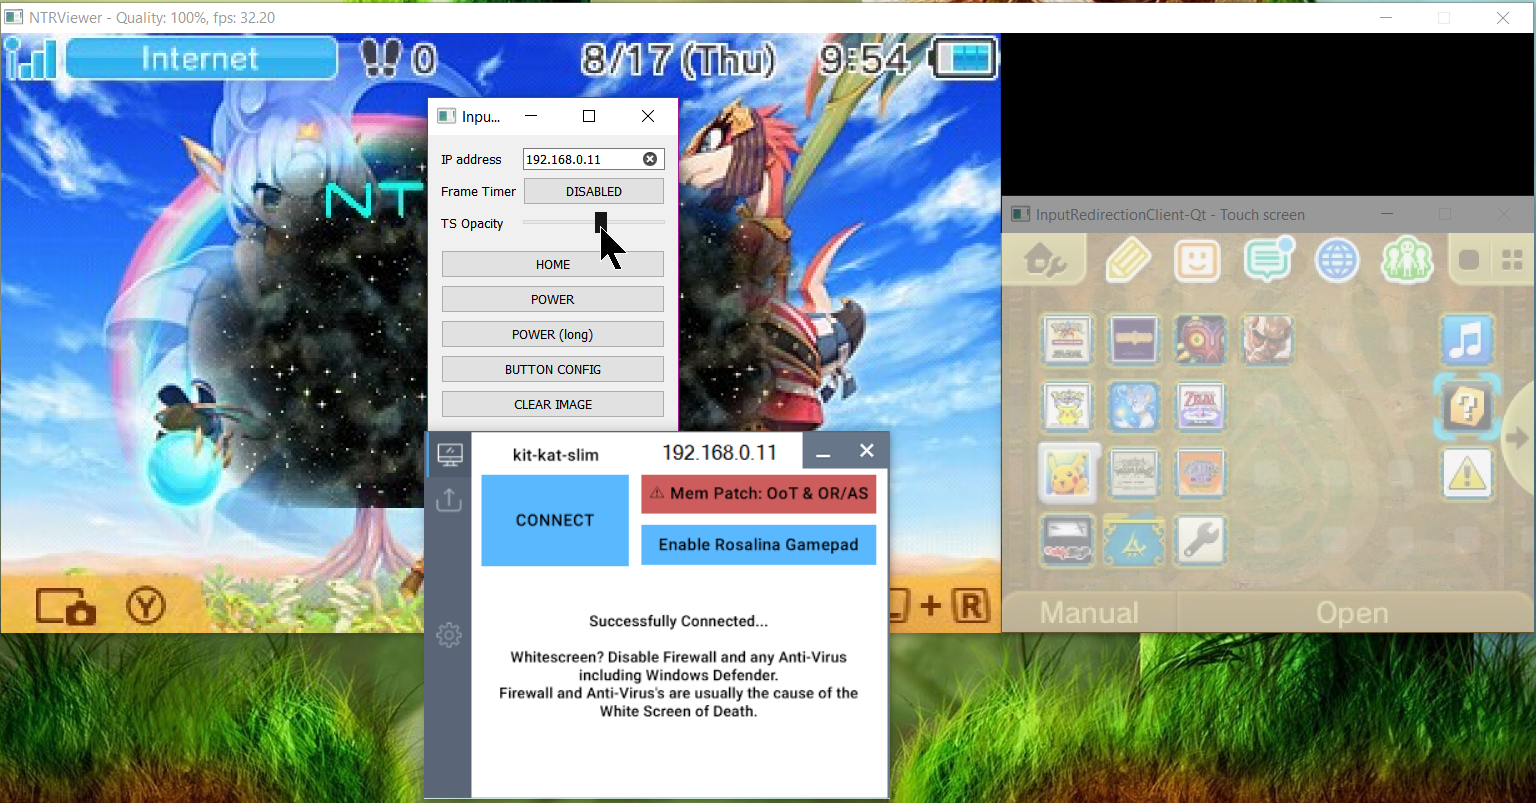 NTRViewer - Quality: 100%, fps: 32.20
Internet
0
8/17 (Thu)
9:54
NT
Y
+ R
Inpu...
IP address
192.168.0.11
Frame Timer
DISABLED
TS Opacity
HOME
POWER
POWER (long)
BUTTON CONFIG
CLEAR IMAGE
kit-kat-slim
192.168.0.11
CONNECT
⚠ Mem Patch: OoT & OR/AS
Enable Rosalina Gamepad
Successfully Connected...
Whitescreen? Disable Firewall and any Anti-Virus
including Windows Defender.
Firewall and Anti-Virus's are usually the cause of the
White Screen of Death.
InputRedirectionClient-Qt - Touch screen
Manual
Open